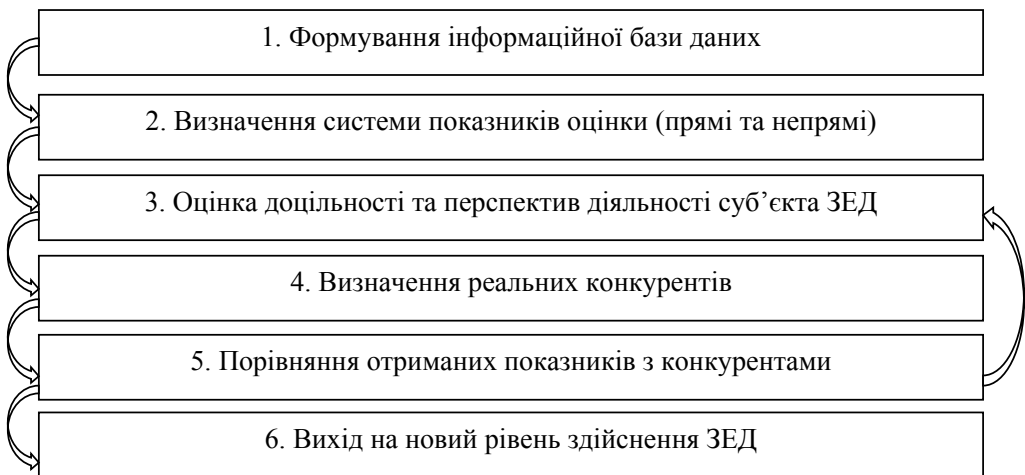 1. Формування інформаційної бази даних
2. Визначення системи показників оцінки (прямі та непрямі)
3. Оцінка доцільності та перспектив діяльності суб’єкта ЗЕД
4. Визначення реальних конкурентів
5. Порівняння отриманих показників з конкурентами
6. Вихід на новий рівень здійснення ЗЕД